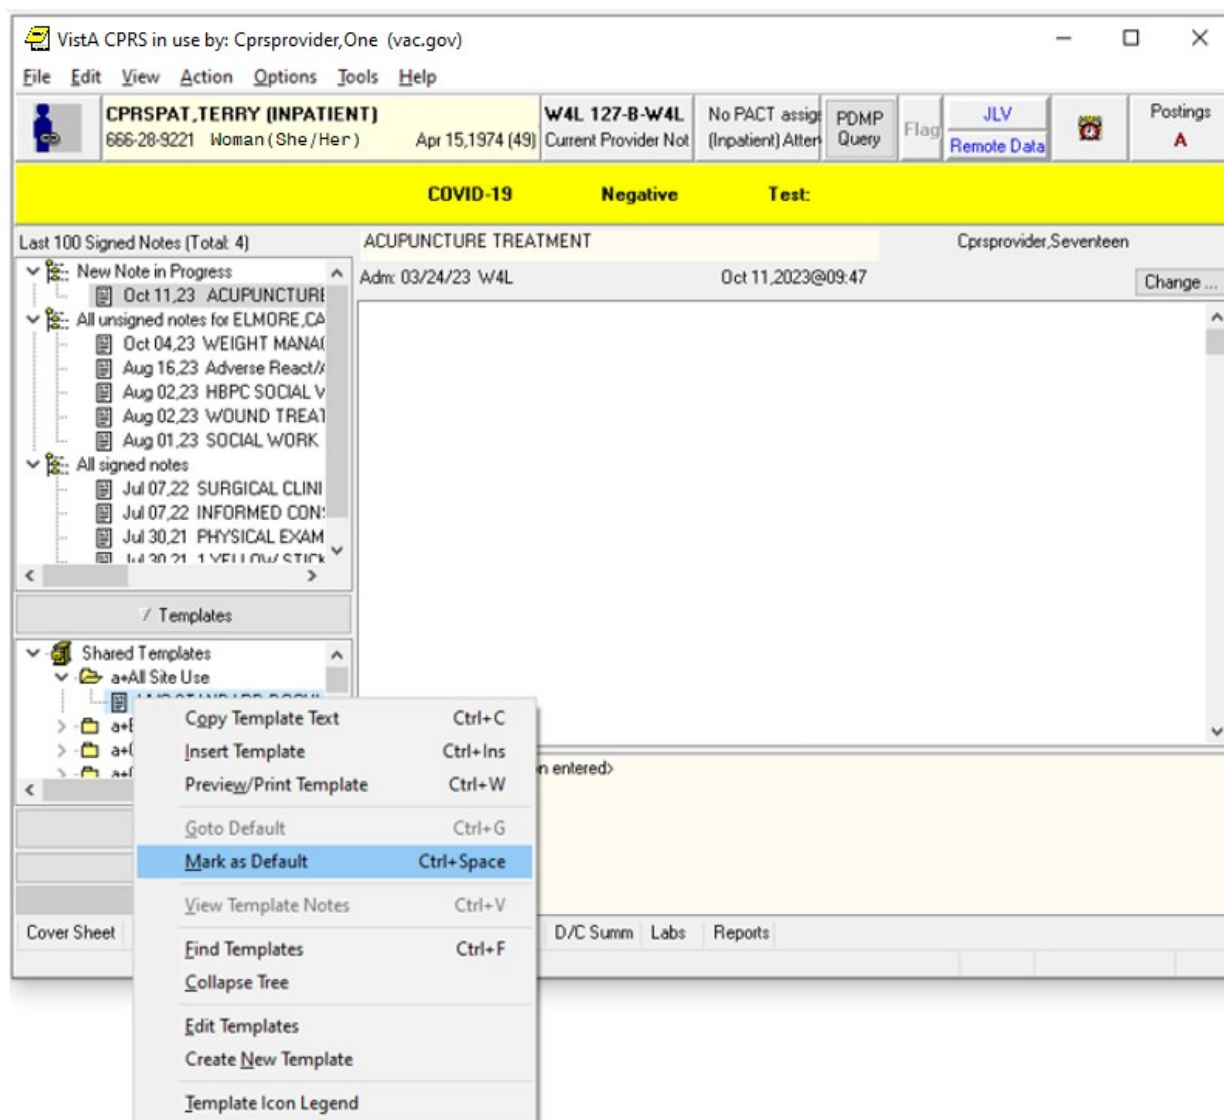 VistA CPRS in use by: Cprsprovider,One (vac.gov)
File Edit View Action Options Tools Help
CPRSPAT,TERRY (INPATIENT) W4L 127-B-W4L No PACT assig PDMP Query Flag JLV Postings
666-28-9221 Woman(She/Her) Apr 15,1974 (49) Current Provider Not (Inpatient) Atter Remote Data A
COVID-19 Negative Test:
Last 100 Signed Notes (Total: 4) ACUPUNCTURE TREATMENT Cprsprovider,Seventeen
Adm: 03/24/23 W4L Oct 11,2023@09:47 Change ...
New Note in Progress
Oct 11,23 ACUPUNCTURE
All unsigned notes for ELMORE,CA
Oct 04,23 WEIGHT MANA
Aug 16,23 Adverse React/
Aug 02,23 HBPC SOCIAL
Aug 02,23 WOUND TREAT
Aug 01,23 SOCIAL WORK
All signed notes
Jul 07,22 SURGICAL CLINI
Jul 07,22 INFORMED CON
Jul 30,21 PHYSICAL EXAM
Jul 30,21 1 YELLOW STICK
/ Templates
Shared Templates
a+All Site Use
a+
a+
a+
n entered>
Copy Template Text Ctrl+C
Insert Template Ctrl+Ins
Preview/Print Template Ctrl+W
Goto Default Ctrl+G
Mark as Default Ctrl+Space
View Template Notes Ctrl+V
Find Templates Ctrl+F
Collapse Tree
Edit Templates
Create New Template
Template Icon Legend
Cover Sheet D/C Summ Labs Reports